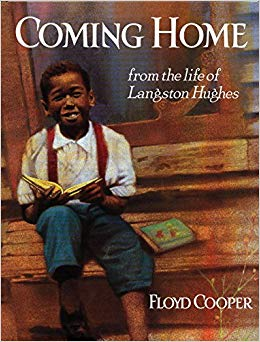 COMING HOME
from the life of
Langston Hughes
FLOYD COOPER